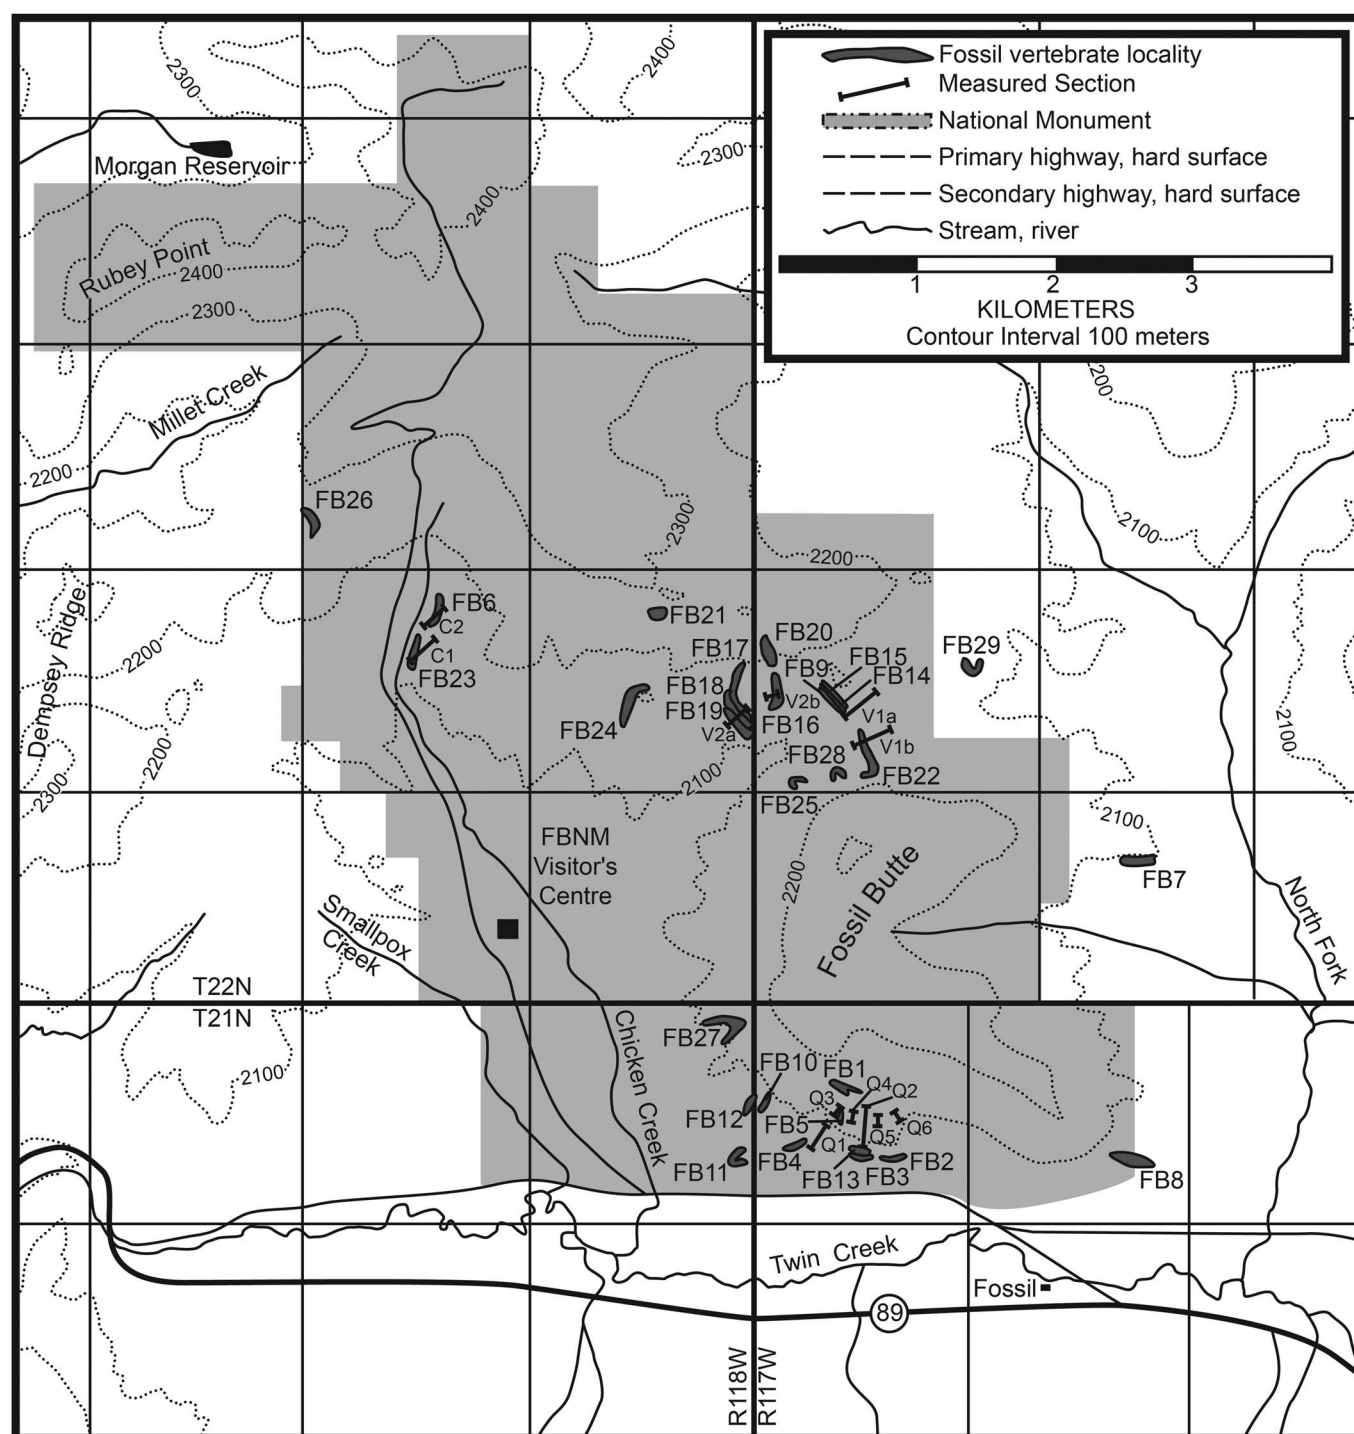 2300
2400
Fossil vertebrate locality
Measured Section
National Monument
Primary highway, hard surface
Secondary highway, hard surface
Stream, river
1
2
3
KILOMETERS
Contour Interval 100 meters
Morgan Reservoir
2300
2400
Rubey Point
2400
2300
Millet Creek
2200
2200
FB26
2300
2100
2200
Dempsey Ridge
FB6
C2
C1
FB23
FB21
FB20
FB17
FB18
FB19
V2a
FB24
FB9
FB15
FB14
V2b
FB16
V1a
V1b
FB28
FB22
FB25
FB29
2200
2200
2300
2100
2100
2100
FBNM
Visitor's
Centre
2200
Fossil Butte
FB7
North Fork
Smallpox
Creek
T22N
T21N
2100
Chicken Creek
FB27
FB10
FB1
Q4
Q2
Q3
FB12
FB5
Q1
Q5
Q6
FB11
FB4
FB13
FB3
FB2
FB8
Twin Creek
Fossil
89
R118W
R117W